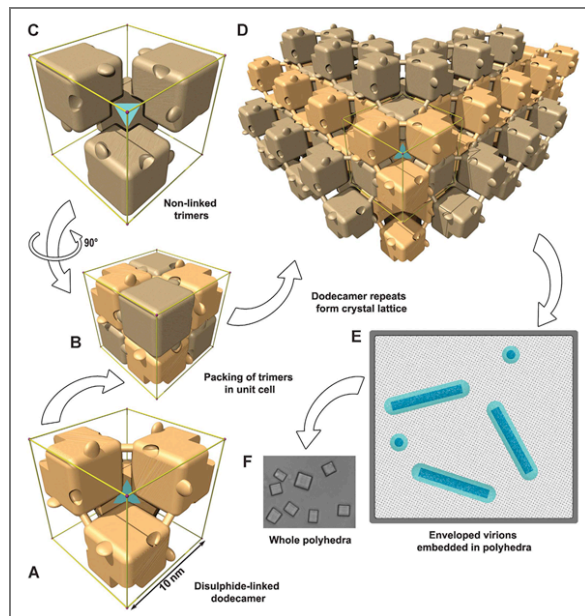 C
D
Non-linked
trimers
90°
B
Dodecamer repeats
form crystal lattice
Packing of trimers
in unit cell
E
F
Whole polyhedra
Enveloped virions
embedded in polyhedra
A
10 nm
Disulphide-linked
dodecamer